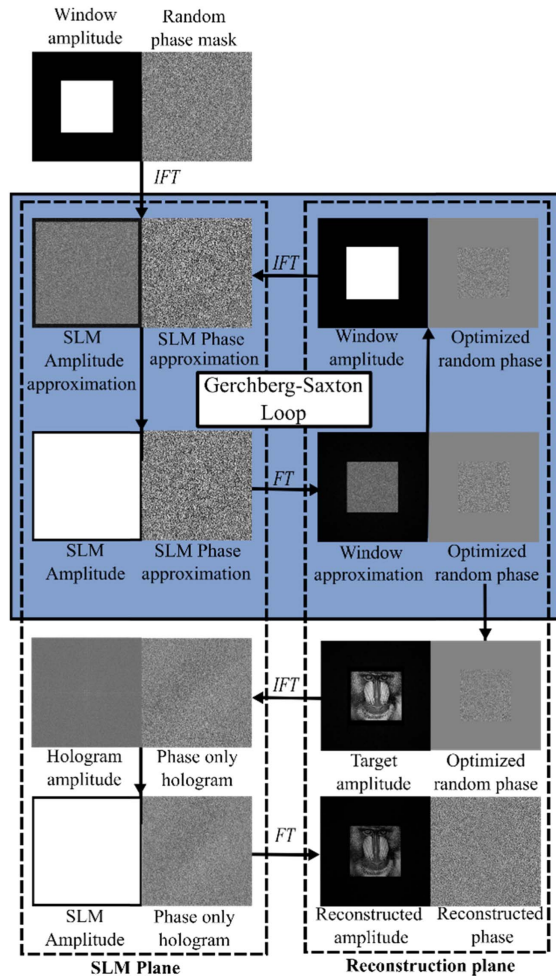 Window amplitude
Random phase mask
IFT
SLM Amplitude approximation
SLM Phase approximation
IFT
Window amplitude
Optimized random phase
Gerchberg-Saxton Loop
SLM Amplitude
SLM Phase approximation
FT
Window approximation
Optimized random phase
Hologram amplitude
Phase only hologram
IFT
Target amplitude
Optimized random phase
SLM Amplitude
Phase only hologram
FT
Reconstructed amplitude
Reconstructed phase
SLM Plane
Reconstruction plane